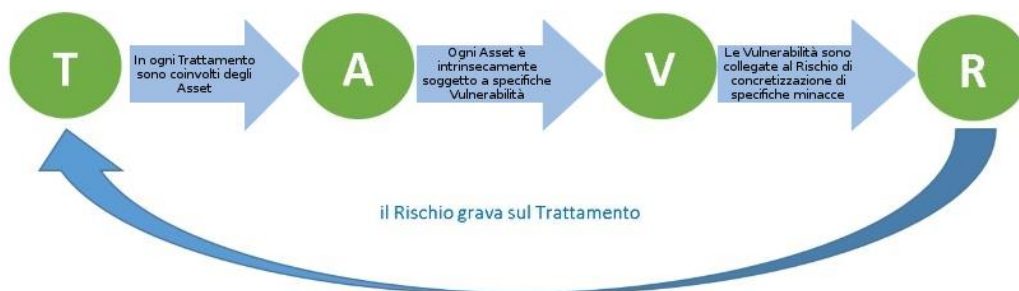 T
In ogni Trattamento
sono coinvolti degli
Asset
A
Ogni Asset è
intrinsecamente
soggetto a specifiche
Vulnerabilità
V
Le Vulnerabilità sono
collegate al Rischio di
concretizzazione di
specifiche minacce
R
il Rischio grava sul Trattamento